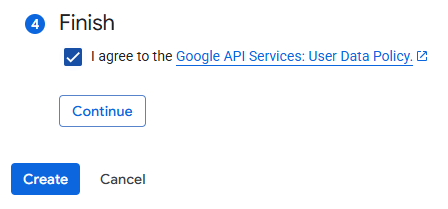 4 Finish
I agree to the Google API Services: User Data Policy.
Continue
Create Cancel